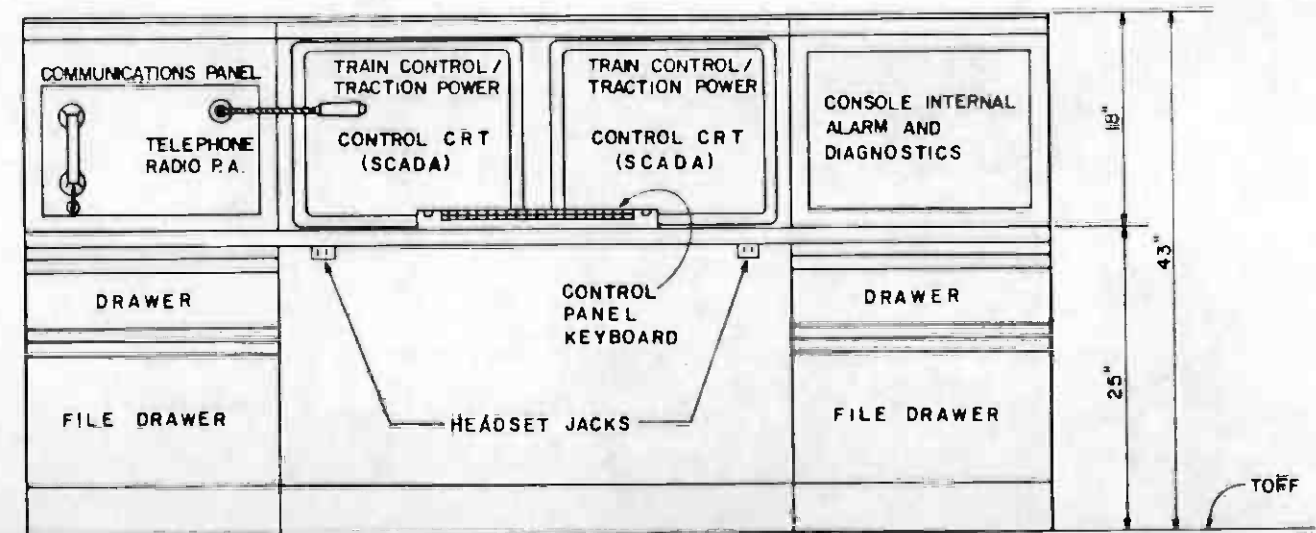 COMMUNICATIONS PANEL
TELEPHONE
RADIO P.A.
TRAIN CONTROL /
TRACTION POWER
CONTROL CRT
(SCADA)
TRAIN CONTROL /
TRACTION POWER
CONTROL CRT
(SCADA)
CONSOLE INTERNAL
ALARM AND
DIAGNOSTICS
18"
43"
25"
DRAWER
CONTROL
PANEL
KEYBOARD
DRAWER
FILE DRAWER
HEADSET JACKS
FILE DRAWER
TOFF